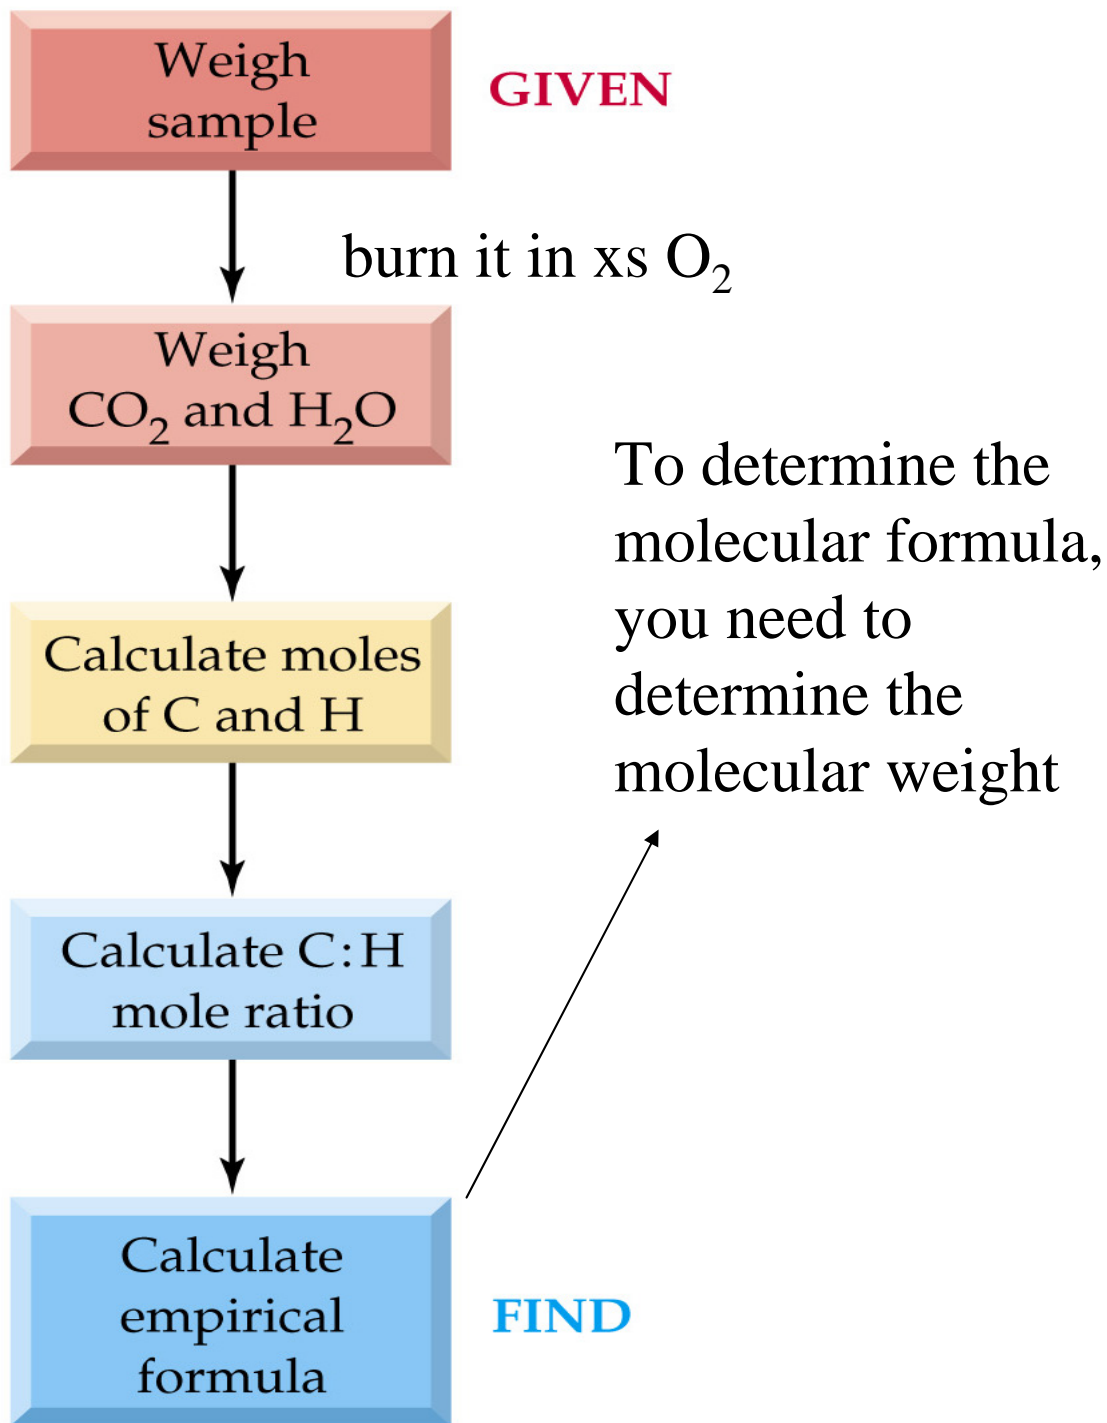 Weigh
sample
GIVEN
burn it in xs O₂
Weigh
CO₂ and H₂O
To determine the
molecular formula,
you need to
determine the
molecular weight
Calculate moles
of C and H
Calculate C:H
mole ratio
Calculate
empirical
formula
FIND